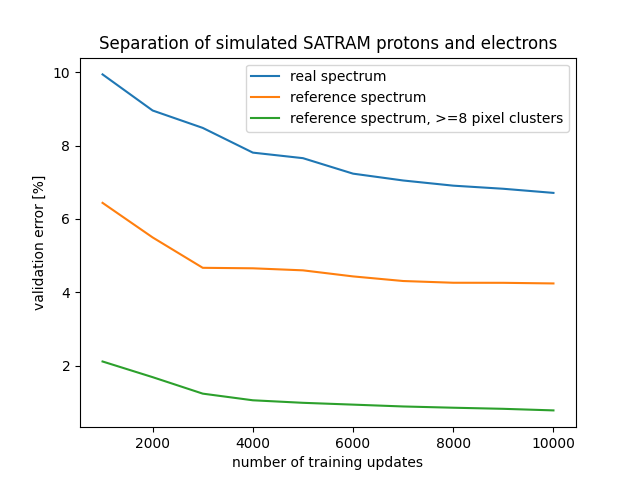 Separation of simulated SATRAM protons and electrons
real spectrum
reference spectrum
reference spectrum, >=8 pixel clusters
validation error [%]
10
8
6
4
2
2000 4000 6000 8000 10000
number of training updates